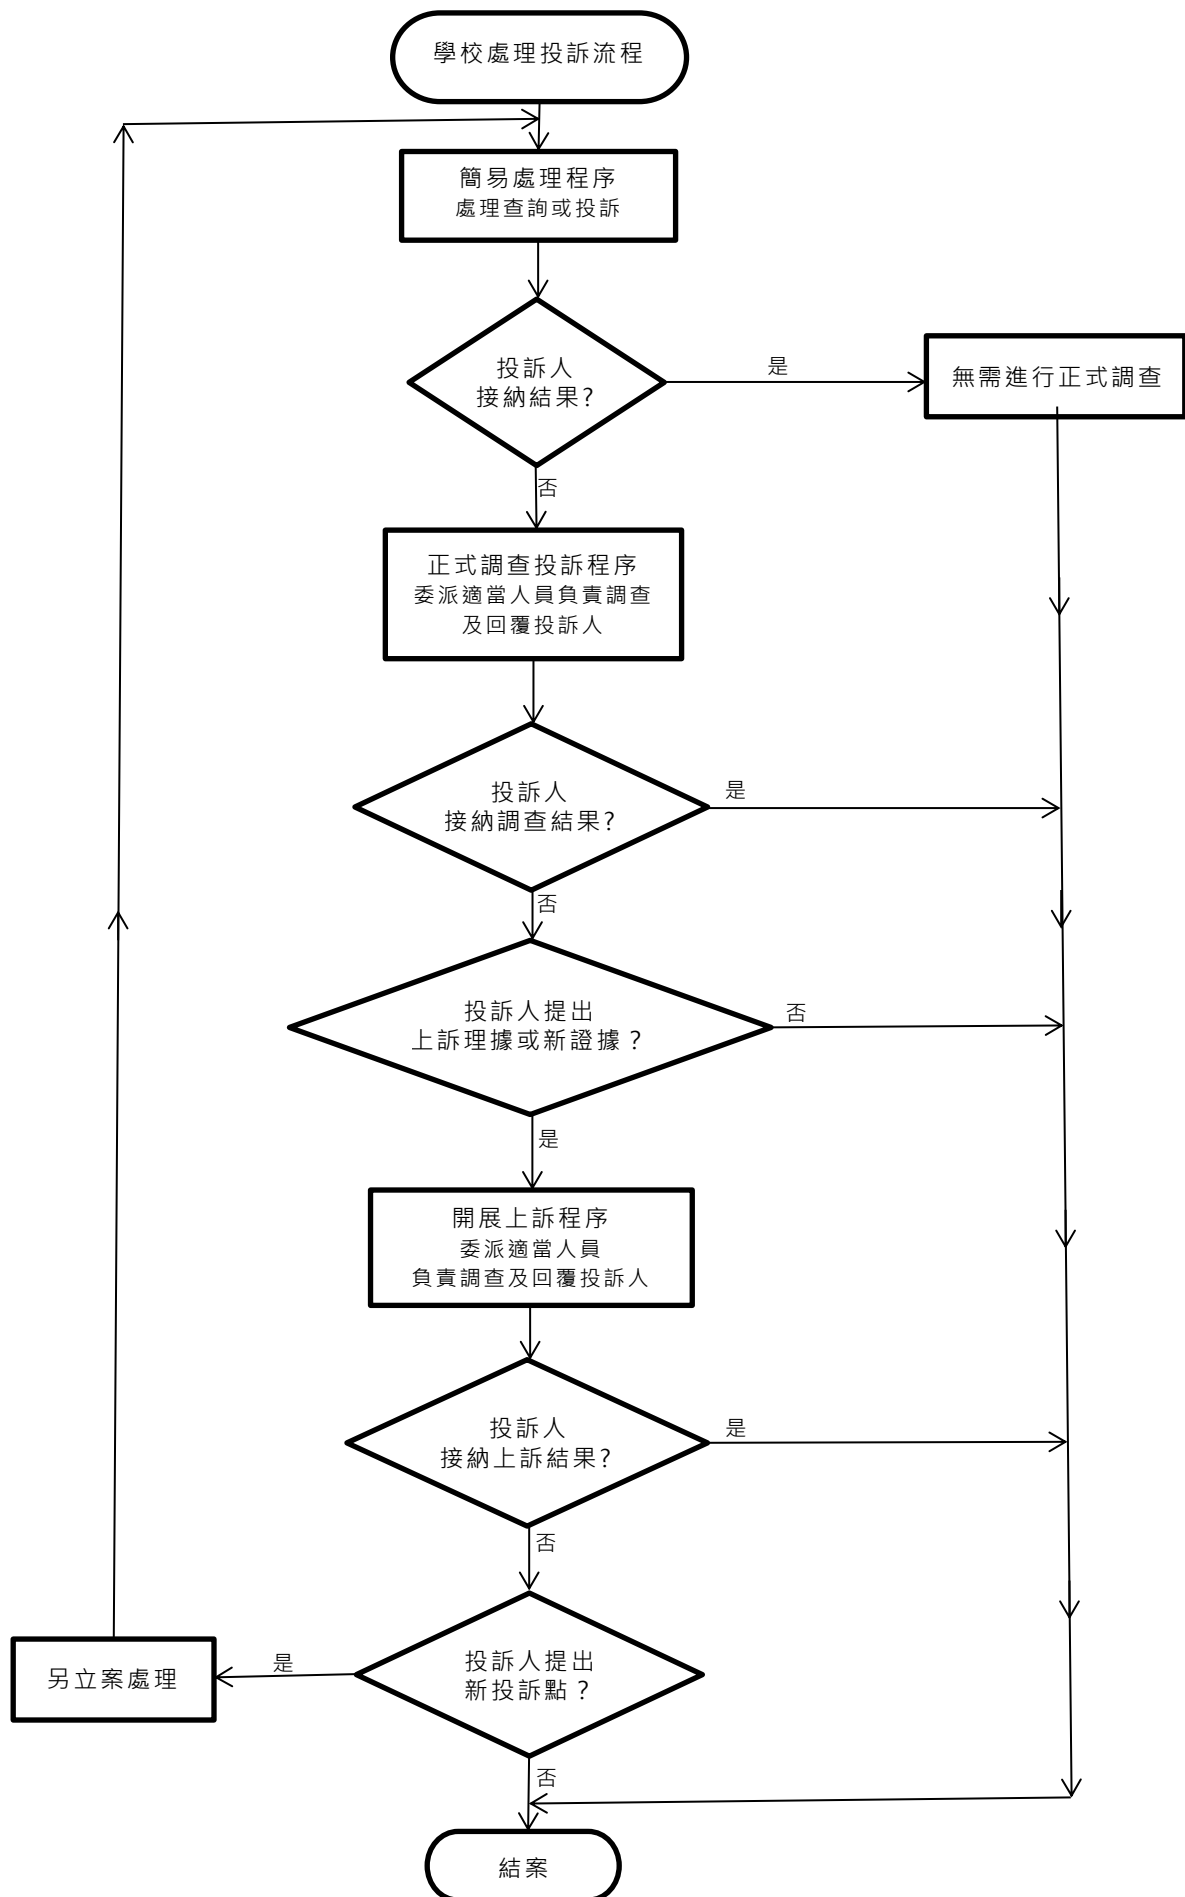 學校處理投訴流程
簡易處理程序
處理查詢或投訴
投訴人
接納結果?
是
無需進行正式調查
否
正式調查投訴程序
委派適當人員負責調查
及回覆投訴人
投訴人
接納調查結果?
是
否
投訴人提出
上訴理據或新證據？
否
是
開展上訴程序
委派適當人員
負責調查及回覆投訴人
投訴人
接納上訴結果?
是
否
投訴人提出
新投訴點？
是
另立案處理
否
結案